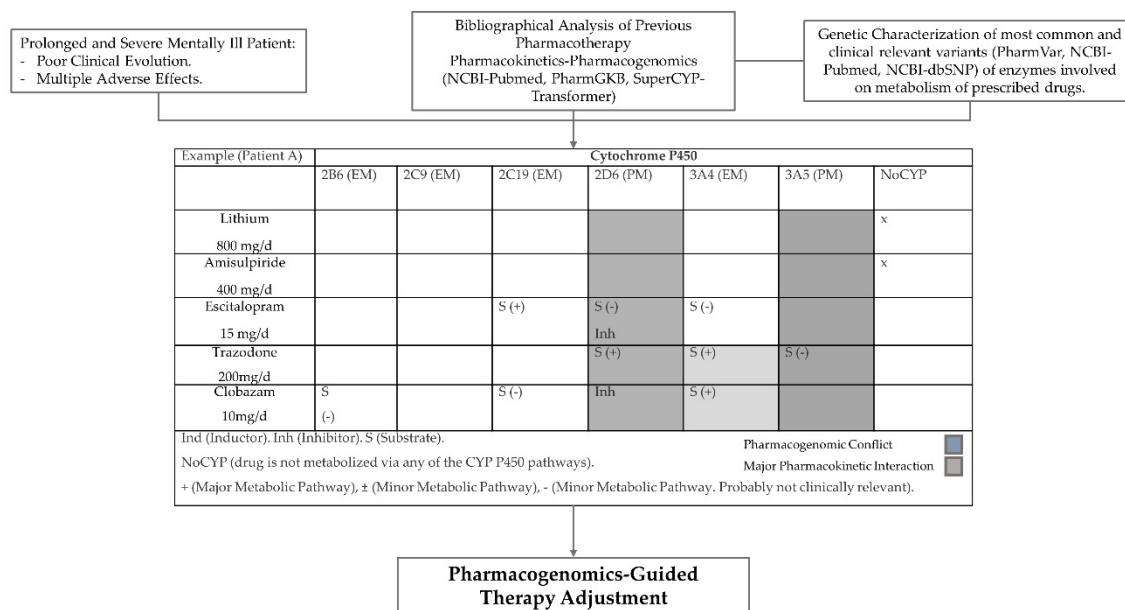 Prolonged and Severe Mentally Ill Patient:
- Poor Clinical Evolution.
- Multiple Adverse Effects.
Bibliographical Analysis of Previous
Pharmacotherapy
Pharmacokinetics-Pharmacogenomics
(NCBI-Pubmed, PharmGKB, SuperCYP-
Transformer)
Genetic Characterization of most common and
clinical relevant variants (PharmVar, NCBI-
Pubmed, NCBI-dbSNP) of enzymes involved
on metabolism of prescribed drugs.
Example (Patient A) Cytochrome P450
2B6 (EM) 2C9 (EM) 2C19 (EM) 2D6 (PM) 3A4 (EM) 3A5 (PM) NoCYP
Lithium x
800 mg/d
Amisulpiride x
400 mg/d
Escitalopram S (+) S (-) S (-)
15 mg/d Inh
Trazodone S (+) S (+) S (-)
200mg/d
Clobazam S S (-) Inh S (+)
10mg/d (-)
Ind (Inductor). Inh (Inhibitor). S (Substrate).
Pharmacogenomic Conflict
NoCYP (drug is not metabolized via any of the CYP P450 pathways).
Major Pharmacokinetic Interaction
+ (Major Metabolic Pathway), ± (Minor Metabolic Pathway), - (Minor Metabolic Pathway. Probably not clinically relevant).
Pharmacogenomics-Guided
Therapy Adjustment